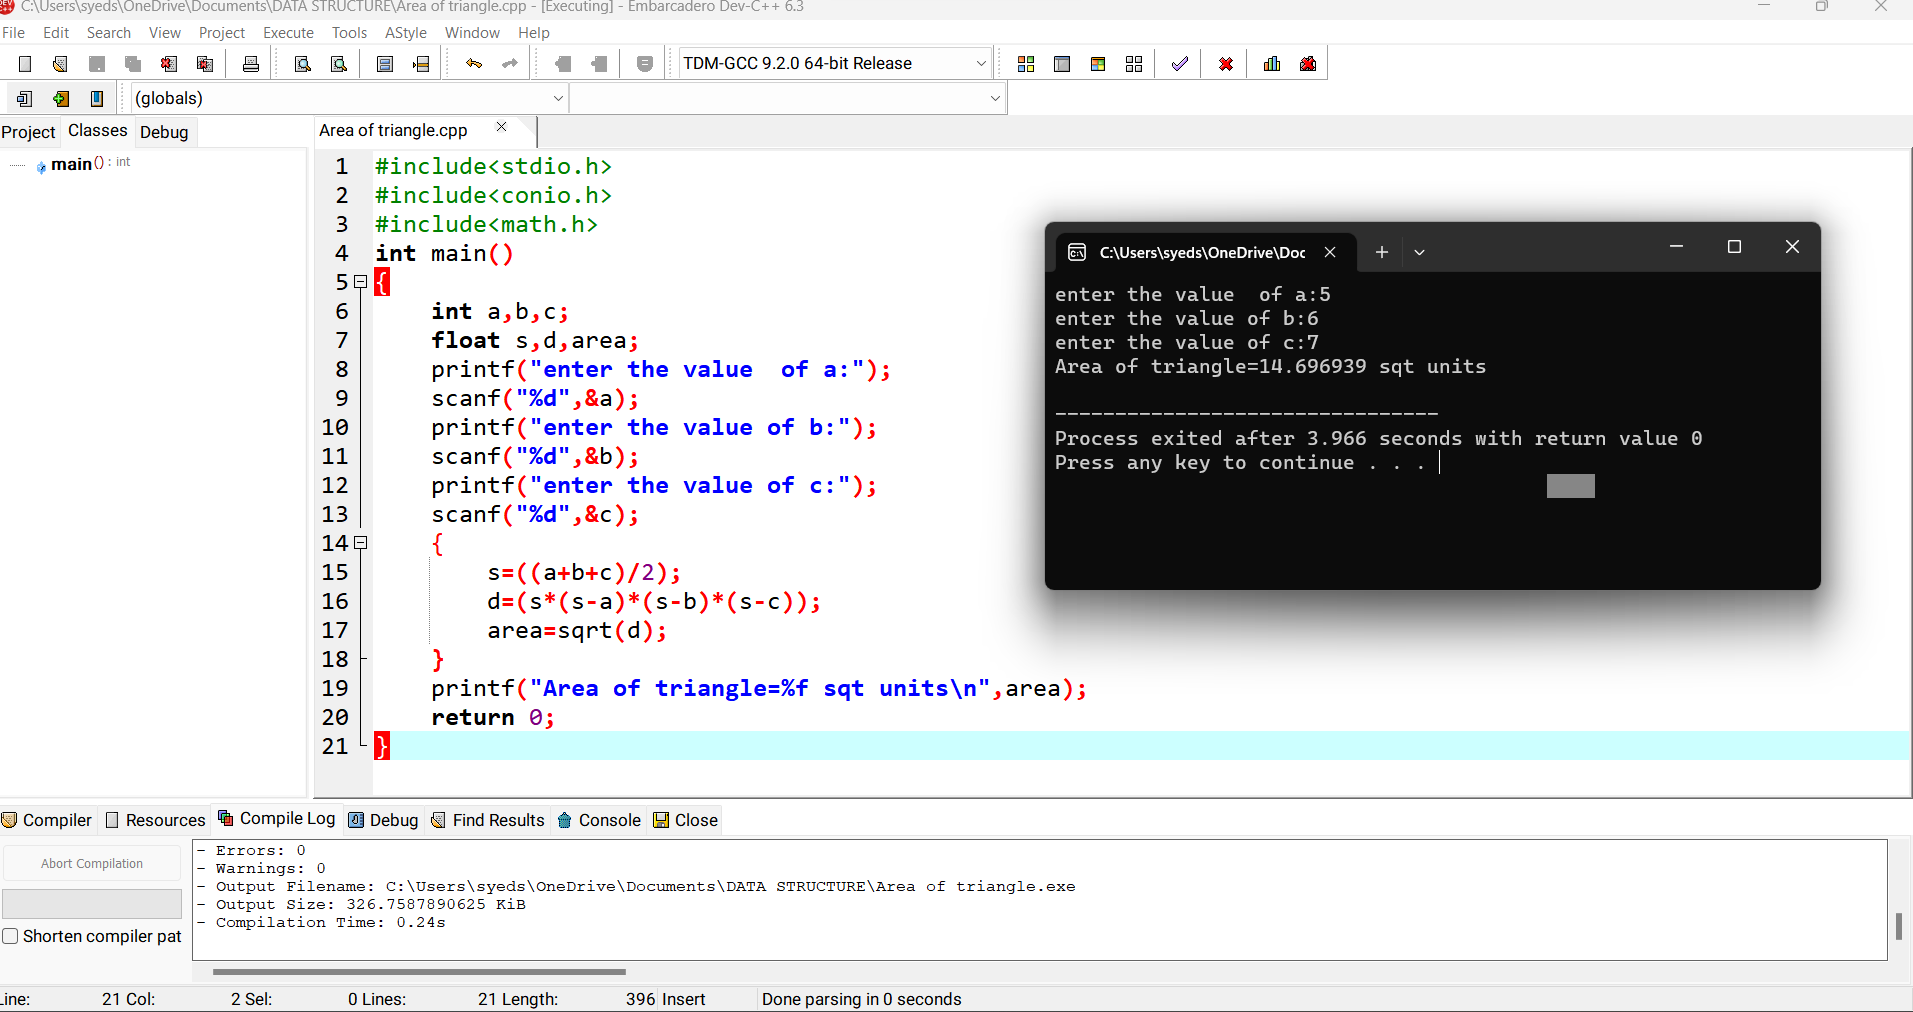 C:\Users\syeds\OneDrive\Documents\DATA STRUCTURE\Area of triangle.cpp - [Executing] - Embarcadero Dev-C++ 6.3
File Edit Search View Project Execute Tools AStyle Window Help
TDM-GCC 9.2.0 64-bit Release
(globals)
Project Classes Debug
main() : int
Area of triangle.cpp
1 #include<stdio.h>
2 #include<conio.h>
3 #include<math.h>
4 int main()
5 {
6 int a,b,c;
7 float s,d,area;
8 printf("enter the value  of a:");
9 scanf("%d",&a);
10 printf("enter the value of b:");
11 scanf("%d",&b);
12 printf("enter the value of c:");
13 scanf("%d",&c);
14 {
15 s=((a+b+c)/2);
16 d=(s*(s-a)*(s-b)*(s-c));
17 area=sqrt(d);
18 }
19 printf("Area of triangle=%f sqt units\n",area);
20 return 0;
21 }
C:\Users\syeds\OneDrive\Doc
enter the value  of a:5
enter the value of b:6
enter the value of c:7
Area of triangle=14.696939 sqt units
--------------------------------
Process exited after 3.966 seconds with return value 0
Press any key to continue . . .
Compiler Resources Compile Log Debug Find Results Console Close
Abort Compilation
Shorten compiler pat
- Errors: 0
- Warnings: 0
- Output Filename: C:\Users\syeds\OneDrive\Documents\DATA STRUCTURE\Area of triangle.exe
- Output Size: 326.7587890625 KiB
- Compilation Time: 0.24s
Line: 21 Col: 2 Sel: 0 Lines: 21 Length: 396 Insert Done parsing in 0 seconds